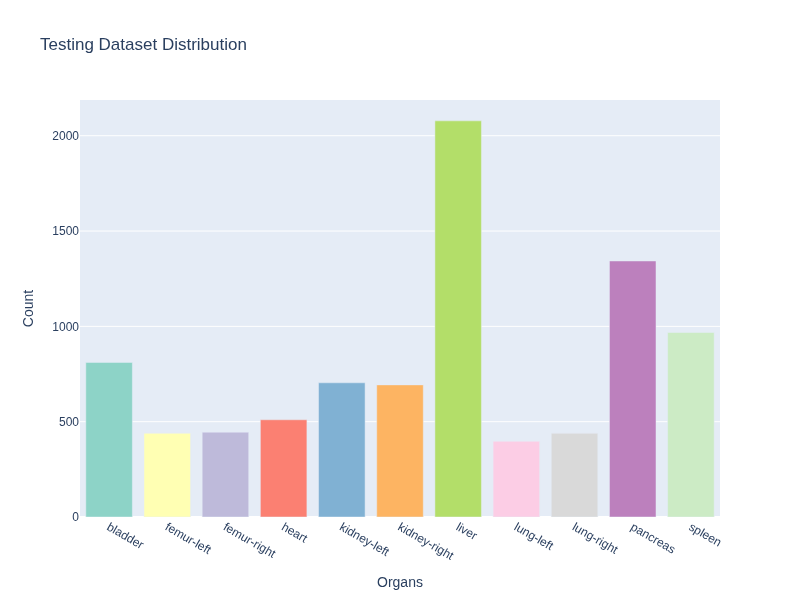 Testing Dataset Distribution
2000
1500
1000
500
0
Count
bladder
femur-left
femur-right
heart
kidney-left
kidney-right
liver
lung-left
lung-right
pancreas
spleen
Organs